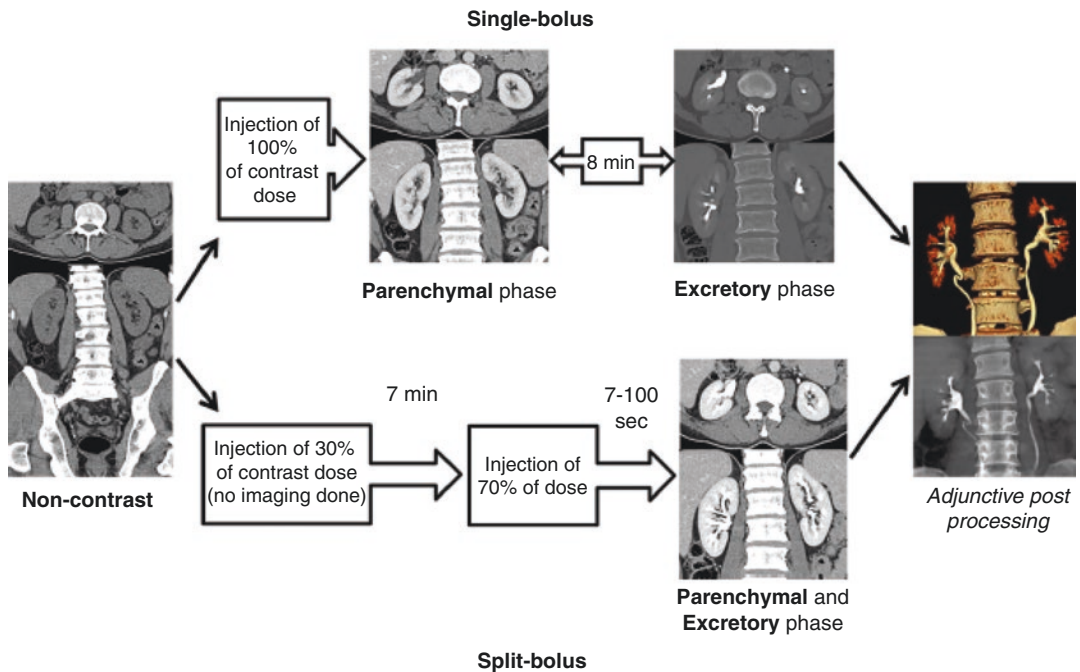 Single-bolus
Injection of
100%
of contrast
dose
8 min
Parenchymal phase
Excretory phase
Non-contrast
7 min
7-100
sec
Injection of 30%
of contrast dose
(no imaging done)
Injection of
70% of dose
Parenchymal and
Excretory phase
Adjunctive post
processing
Split-bolus